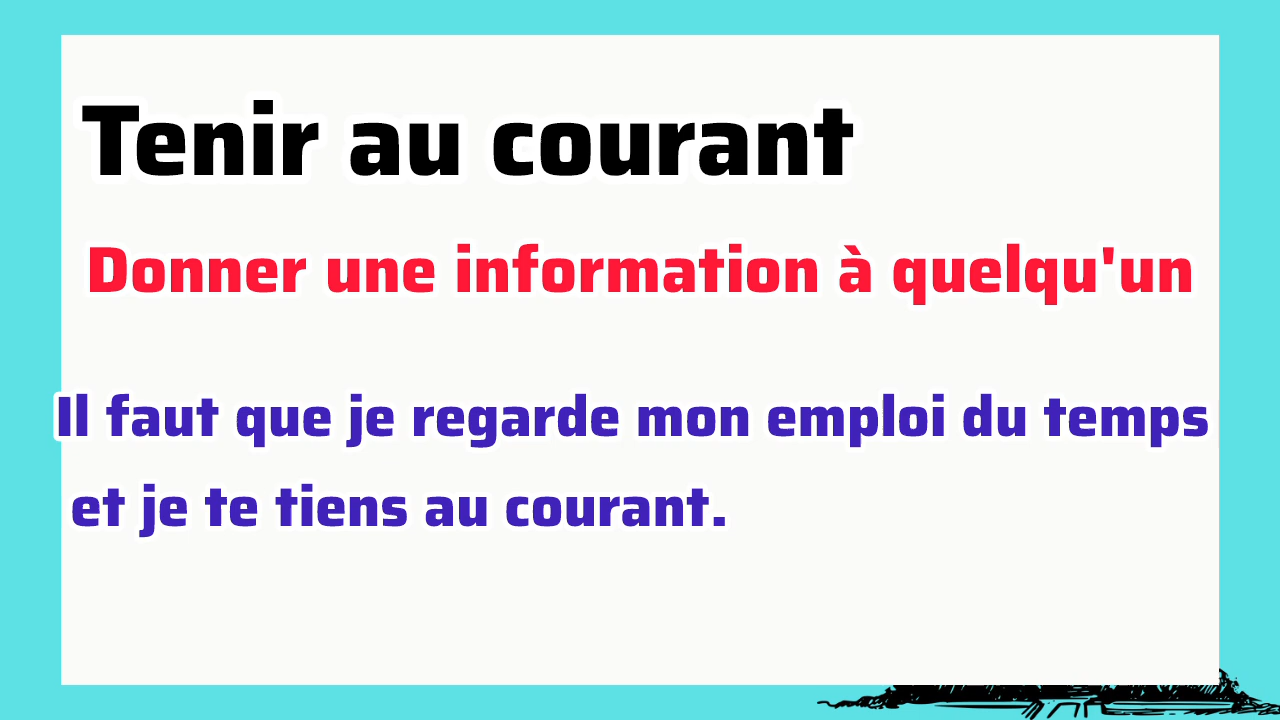 Tenir au courant
Donner une information à quelqu'un
Il faut que je regarde mon emploi du temps
et je te tiens au courant.